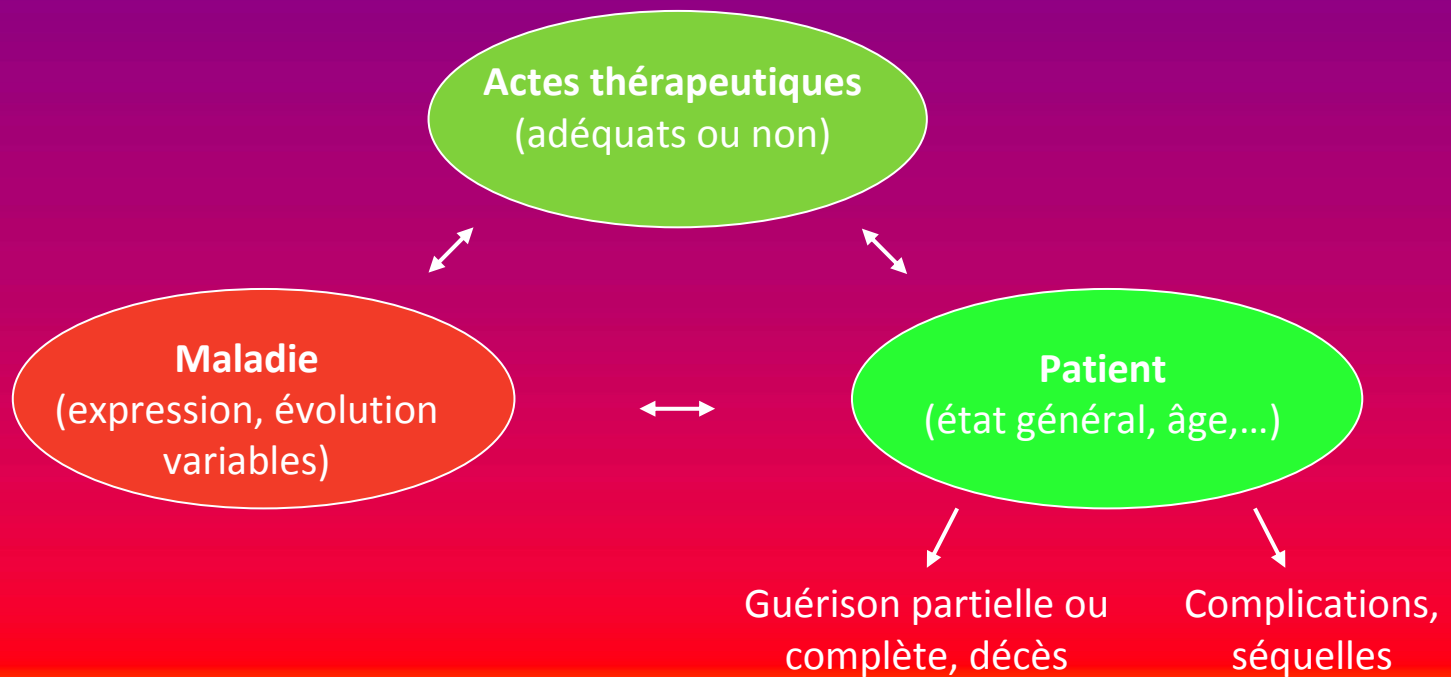 Actes thérapeutiques
(adéquats ou non)
Maladie
(expression, évolution
variables)
Patient
(état général, âge,...)
Guérison partielle ou
complète, décès
Complications,
séquelles